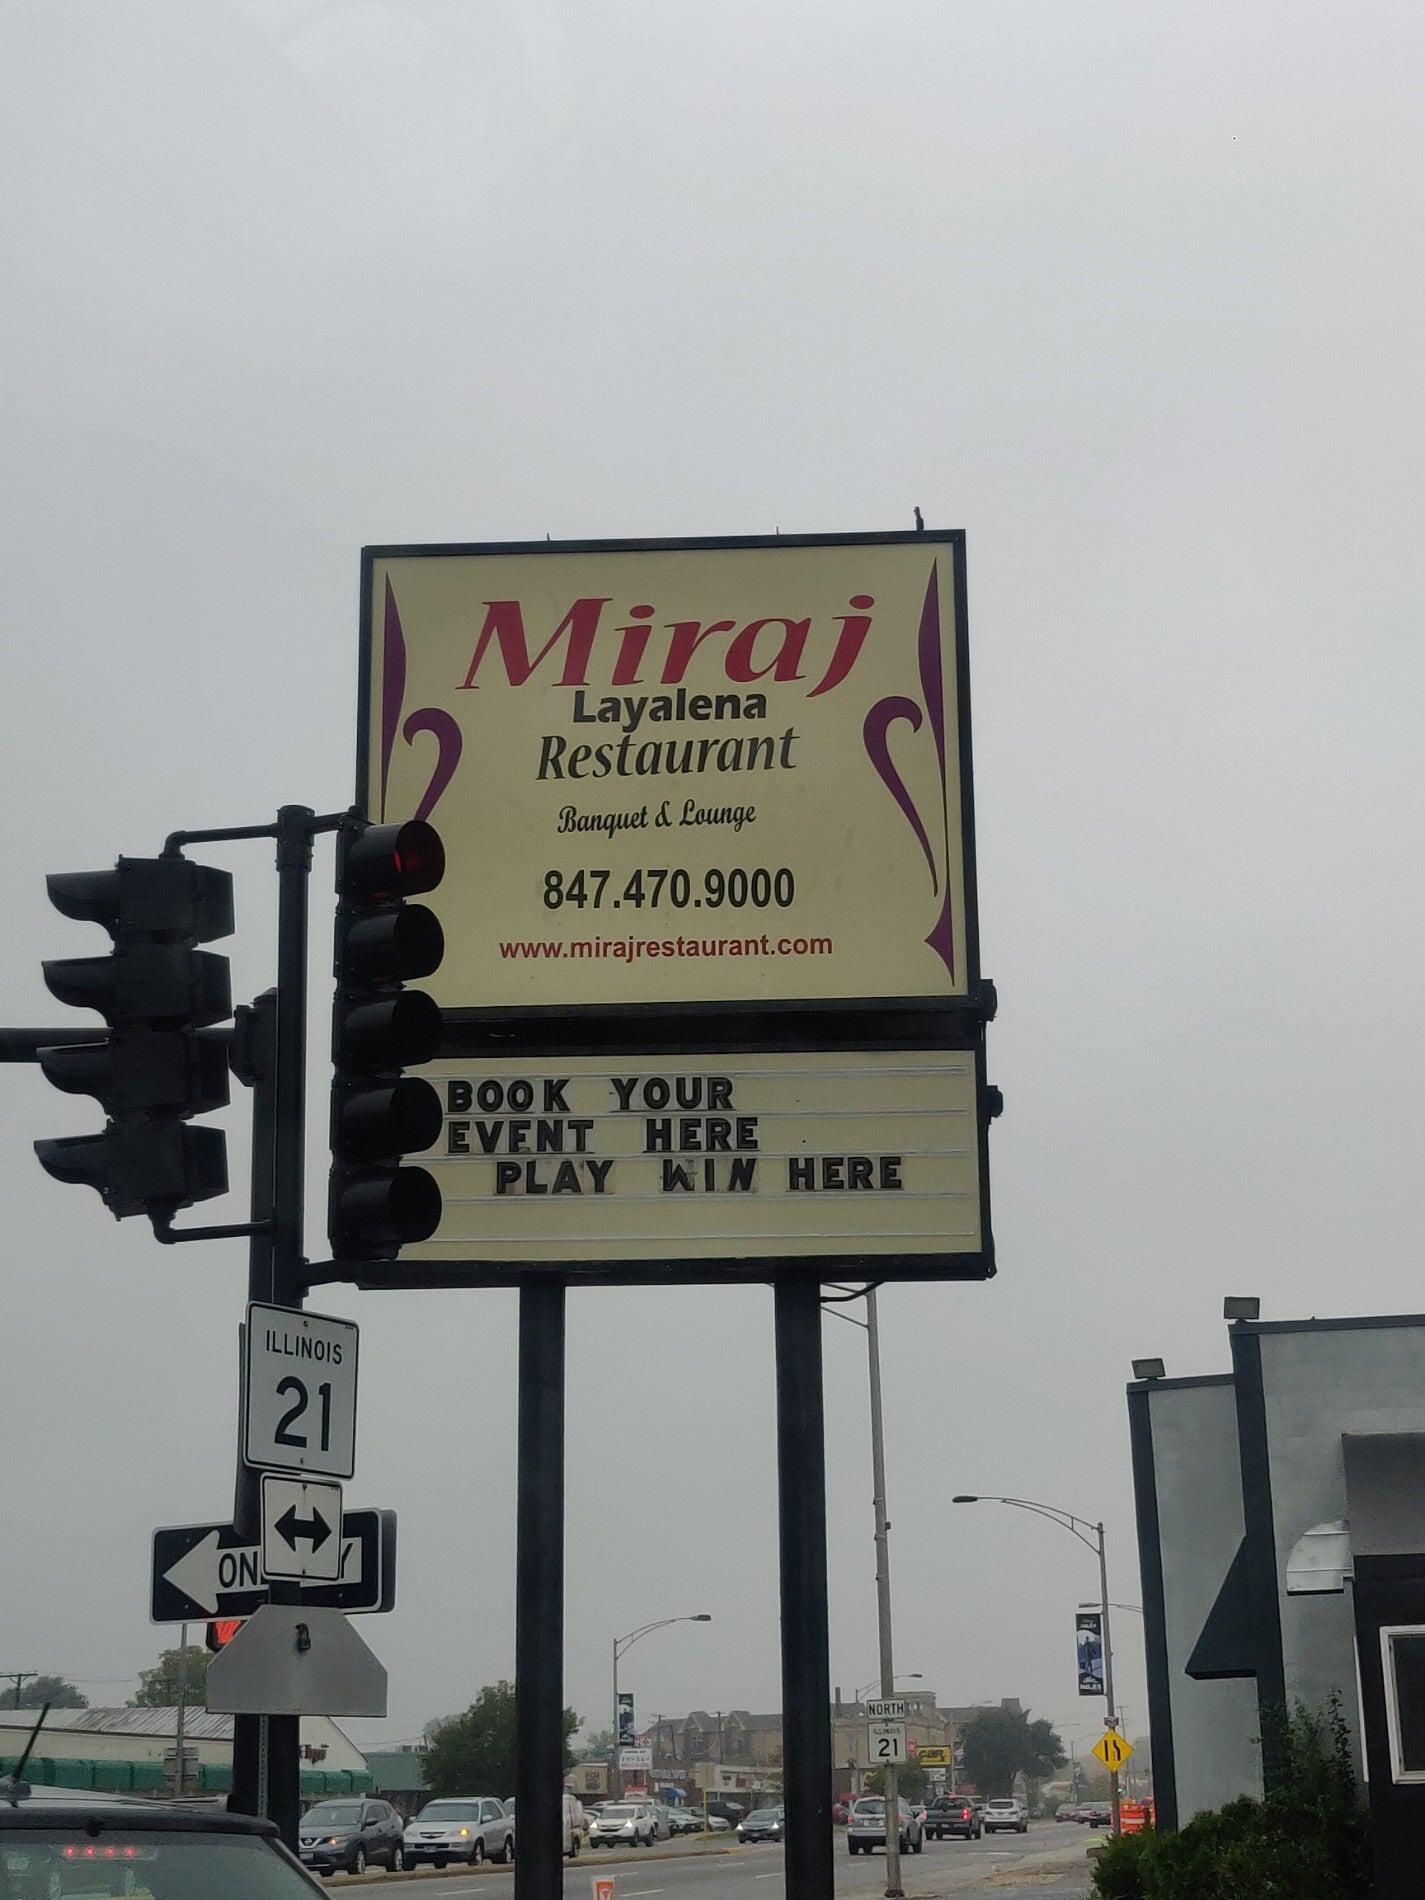 Miraj
Layalena
Restaurant
Banquet & Lounge
847.470.9000
www.mirajrestaurant.com
BOOK YOUR
EVENT HERE
PLAY WIN HERE
ILLINOIS
21
NORTH
ILLINOIS
21